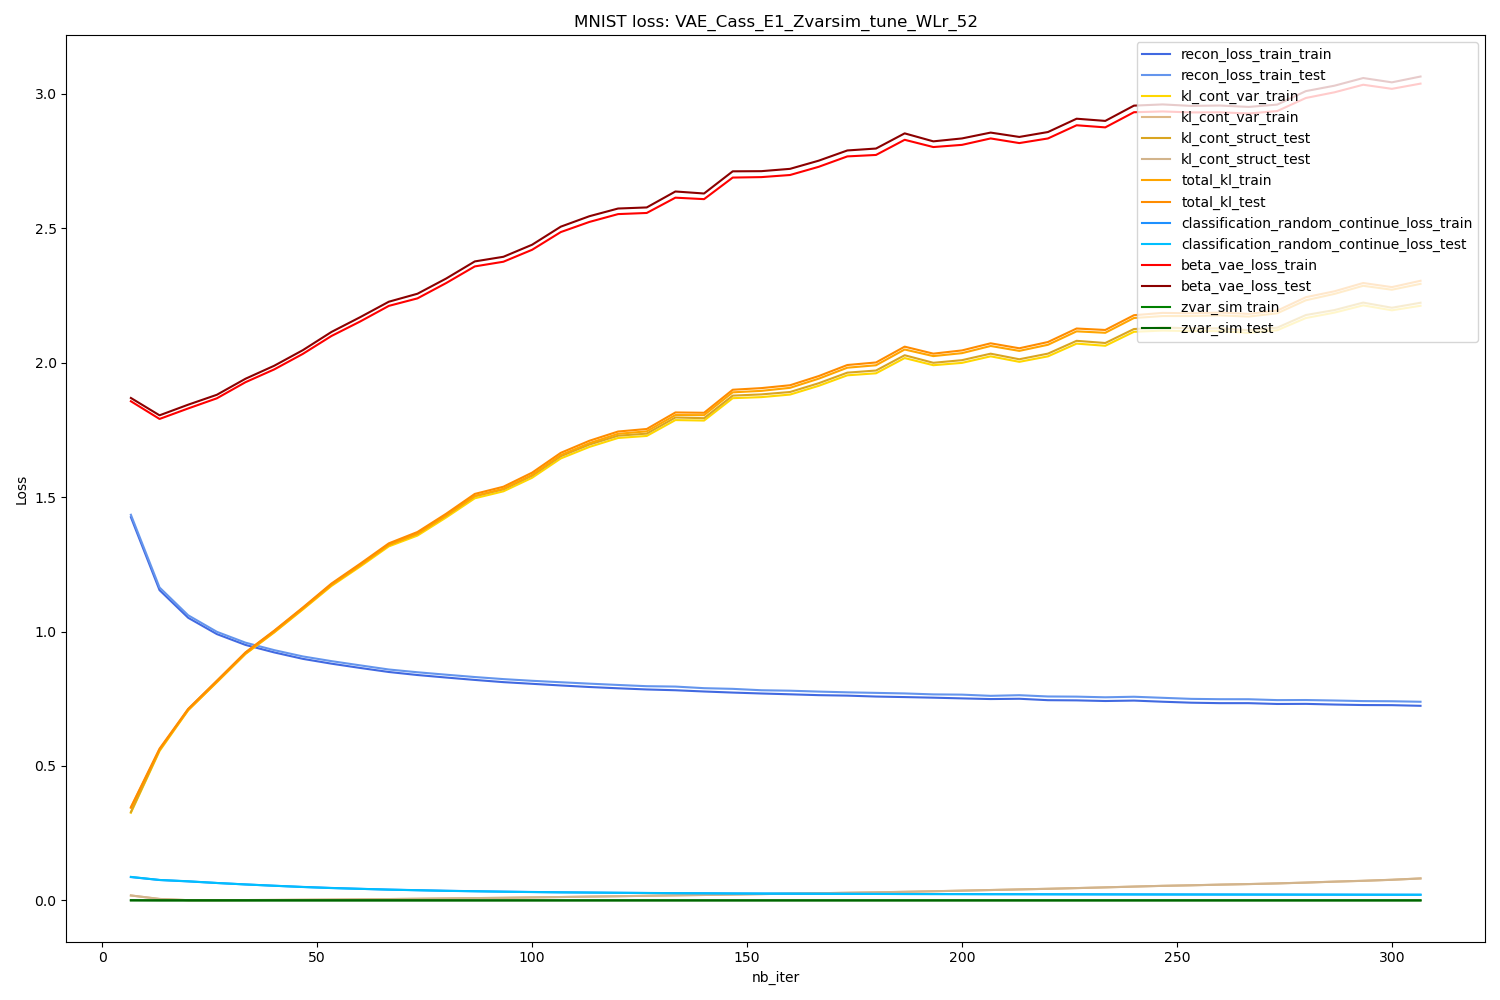 MNIST loss: VAE_Cass_E1_Zvarsim_tune_WLr_52
recon_loss_train_train
recon_loss_train_test
kl_cont_var_train
kl_cont_var_train
kl_cont_struct_test
kl_cont_struct_test
total_kl_train
total_kl_test
classification_random_continue_loss_train
classification_random_continue_loss_test
beta_vae_loss_train
beta_vae_loss_test
zvar_sim train
zvar_sim test
Loss
3.0
2.5
2.0
1.5
1.0
0.5
0.0
0 50 100 150 200 250 300
nb_iter